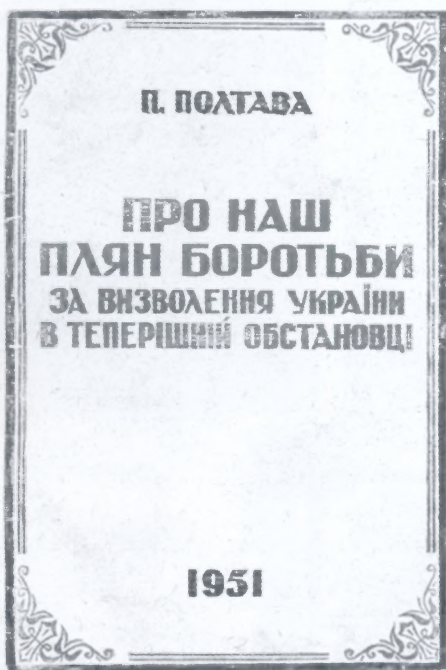 П. ПОЛТАВА
ПРО НАШ
ПЛЯН БОРОТЬБИ
ЗА ВИЗВОЛЕННЯ УКРАЇНИ
В ТЕПЕРІШНІЙ ОБСТАНОВЦІ
1951